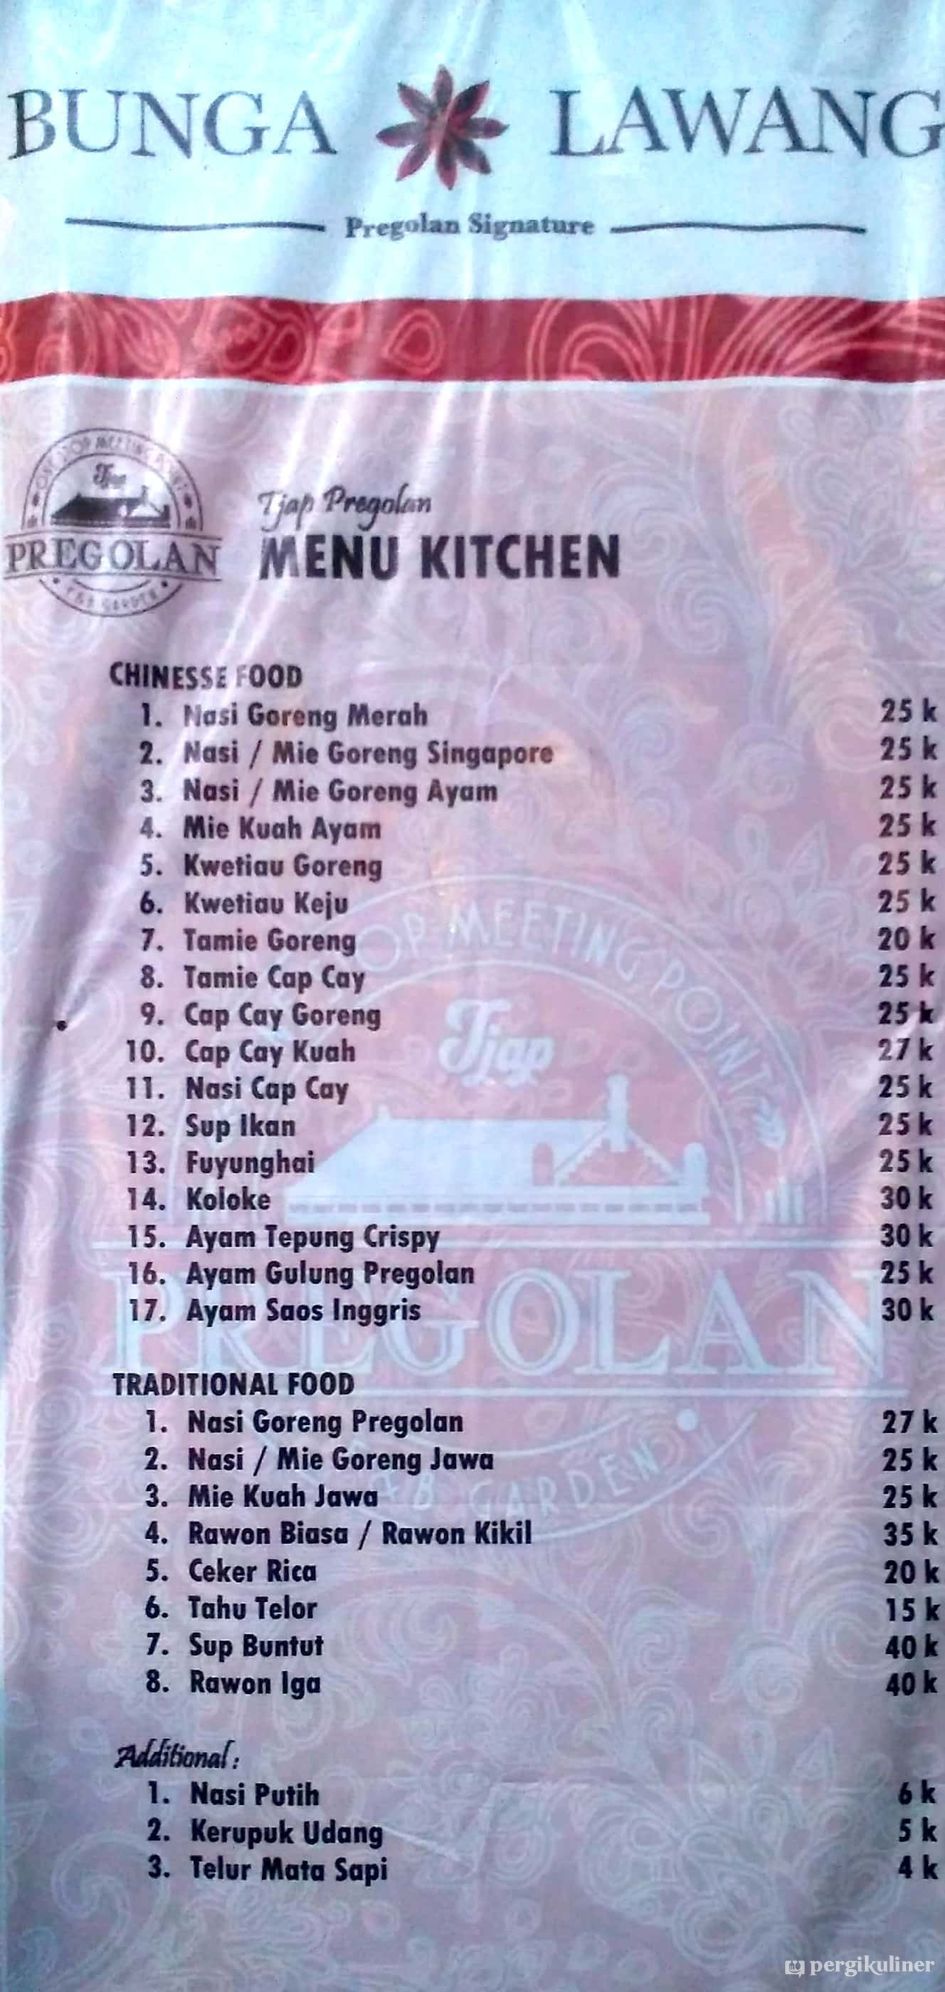 BUNGA LAWANG
Pregolan Signature
Tjap
PREGOLAN
Tjap Pregolan
MENU KITCHEN
CHINESSE FOOD
1. Nasi Goreng Merah 25 k
2. Nasi / Mie Goreng Singapore 25 k
3. Nasi / Mie Goreng Ayam 25 k
4. Mie Kuah Ayam 25 k
5. Kwetiau Goreng 25 k
6. Kwetiau Keju 25 k
7. Tamie Goreng 20 k
8. Tamie Cap Cay 25 k
9. Cap Cay Goreng 25 k
10. Cap Cay Kuah 27 k
11. Nasi Cap Cay 25 k
12. Sup Ikan 25 k
13. Fuyunghai 25 k
14. Koloke 30 k
15. Ayam Tepung Crispy 30 k
16. Ayam Gulung Pregolan 25 k
17. Ayam Saos Inggris 30 k
OP MEETING POINT
Tjap
PREGOLAN
GARDEN
TRADITIONAL FOOD
1. Nasi Goreng Pregolan 27 k
2. Nasi / Mie Goreng Jawa 25 k
3. Mie Kuah Jawa 25 k
4. Rawon Biasa / Rawon Kikil 35 k
5. Ceker Rica 20 k
6. Tahu Telor 15 k
7. Sup Buntut 40 k
8. Rawon Iga 40 k
Additional :
1. Nasi Putih 6 k
2. Kerupuk Udang 5 k
3. Telur Mata Sapi 4 k
pergikuliner